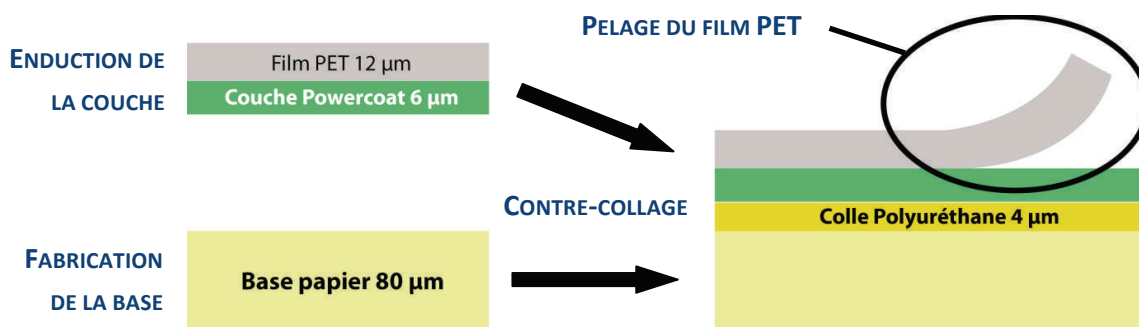 PELAGE DU FILM PET
ENDUCTION DE
LA COUCHE
Film PET 12 µm
Couche Powercoat 6 µm
CONTRE-COLLAGE
Colle Polyuréthane 4 µm
FABRICATION
DE LA BASE
Base papier 80 µm